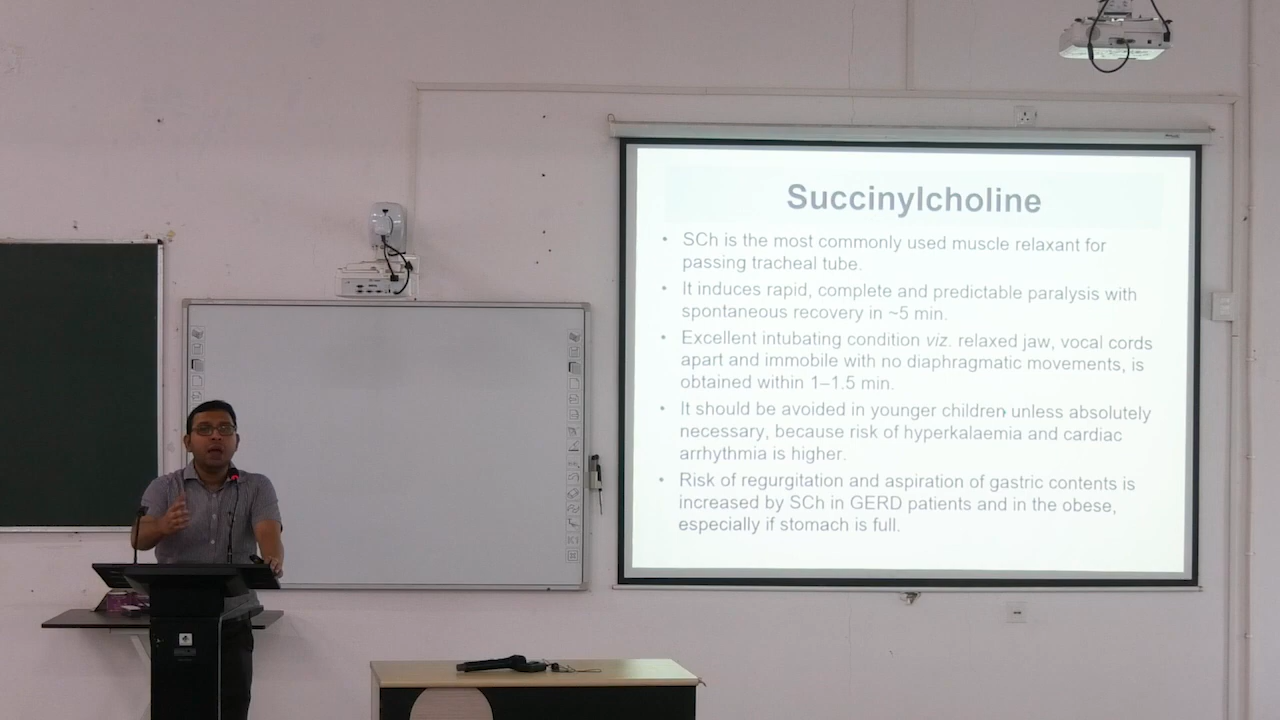 Succinylcholine
• SCh is the most commonly used muscle relaxant for
passing tracheal tube.
• It induces rapid, complete and predictable paralysis with
spontaneous recovery in ~5 min.
• Excellent intubating condition viz. relaxed jaw, vocal cords
apart and immobile with no diaphragmatic movements, is
obtained within 1–1.5 min.
• It should be avoided in younger children unless absolutely
necessary, because risk of hyperkalaemia and cardiac
arrhythmia is higher.
• Risk of regurgitation and aspiration of gastric contents is
increased by SCh in GERD patients and in the obese,
especially if stomach is full.